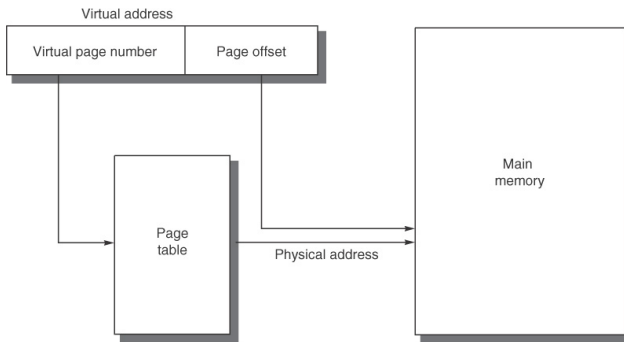 Virtual address
Virtual page number
Page offset
Main
memory
Page
table
Physical address